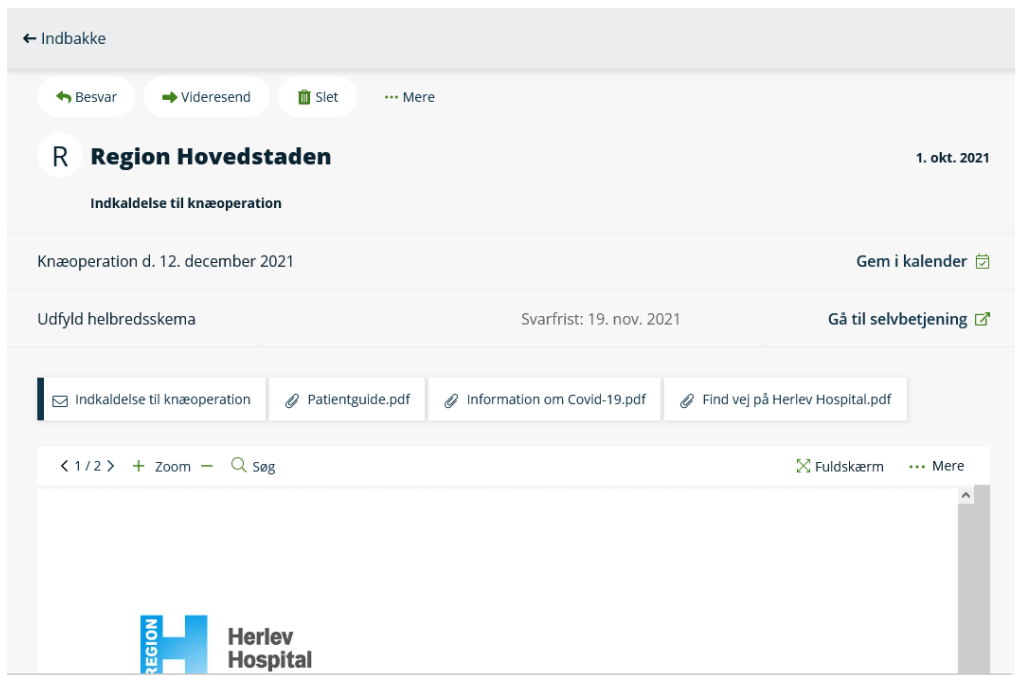 Indbakke
Besvar Videresend Slet Mere
R Region Hovedstaden 1. okt. 2021
Indkaldelse til knæoperation
Knæoperation d. 12. december 2021 Gem i kalender
Udfyld helbredsskema Svarfrist: 19. nov. 2021 Gå til selvbetjening
Indkaldelse til knæoperation Patientguide.pdf Information om Covid-19.pdf Find vej på Herlev Hospital.pdf
1 / 2 + Zoom − Søg Fuldskærm Mere
REGION
Herlev
Hospital